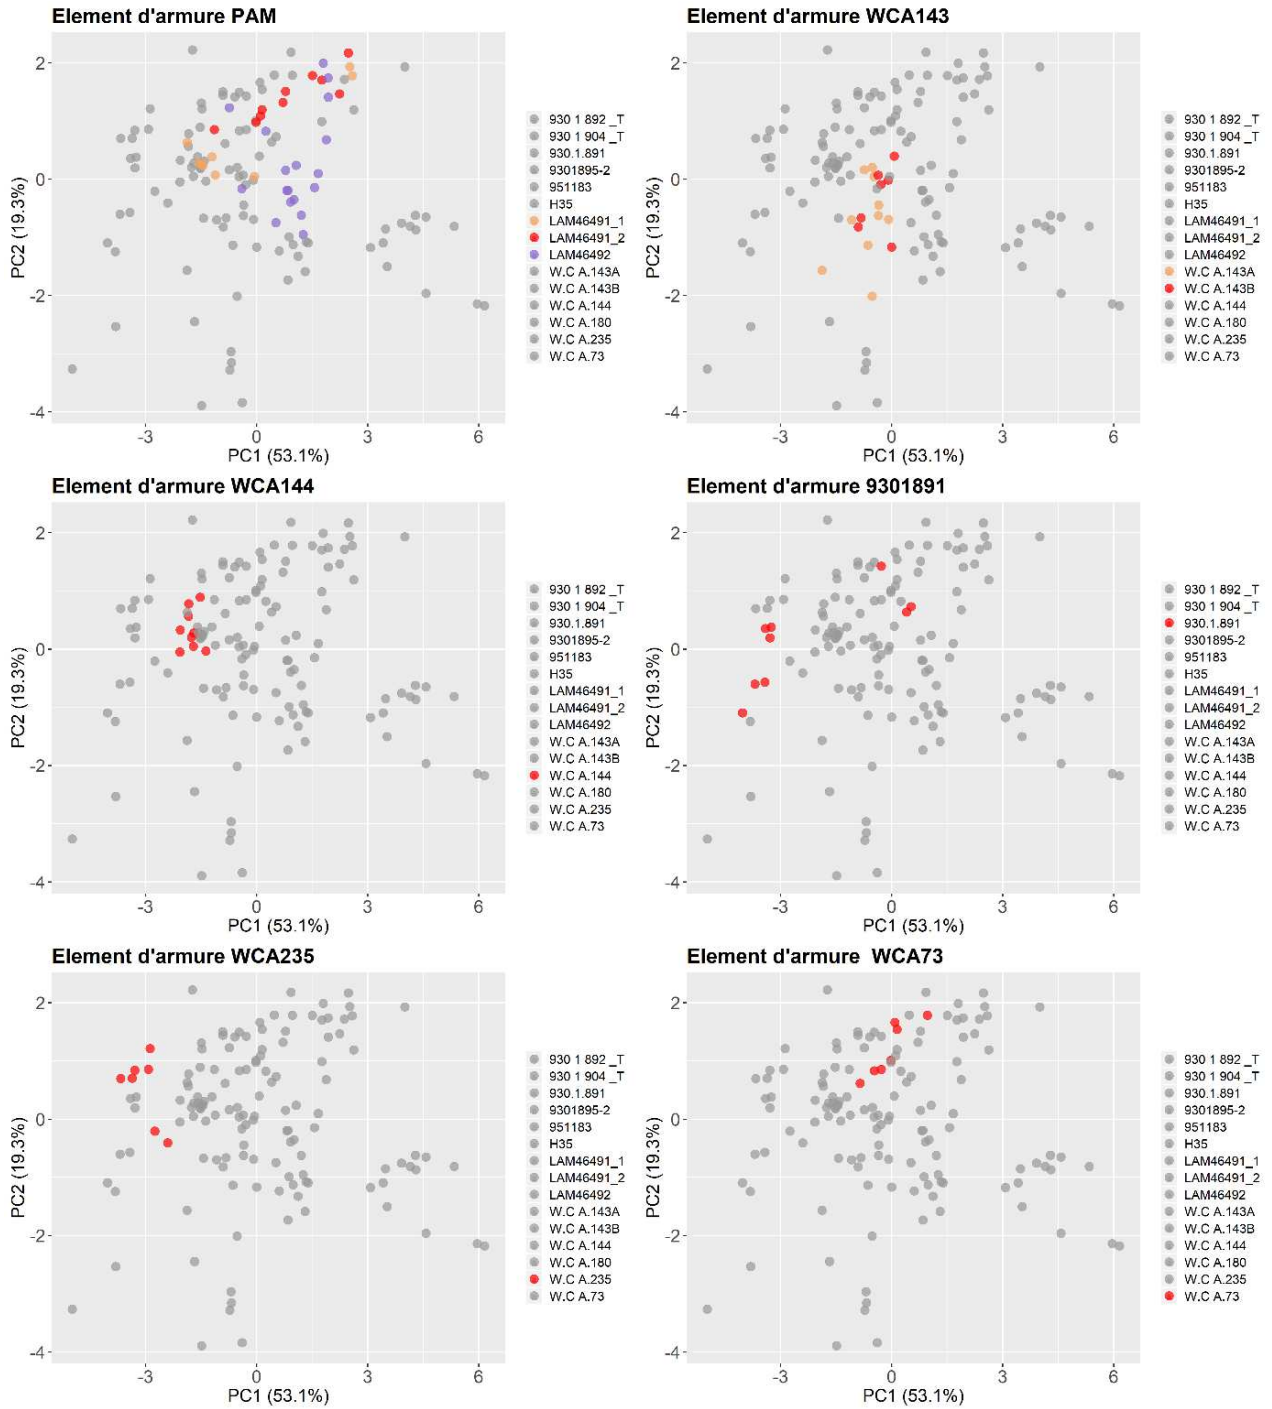 Element d'armure PAM
2
0
-2
-4
PC2 (19.3%)
-3 0 3 6
PC1 (53.1%)
930 1 892 _T
930 1 904 _T
930.1.891
9301895-2
951183
H35
LAM46491_1
LAM46491_2
LAM46492
W.C A.143A
W.C A.143B
W.C A.144
W.C A.180
W.C A.235
W.C A.73
Element d'armure WCA143
2
0
-2
-4
PC2 (19.3%)
-3 0 3 6
PC1 (53.1%)
930 1 892 _T
930 1 904 _T
930.1.891
9301895-2
951183
H35
LAM46491_1
LAM46491_2
LAM46492
W.C A.143A
W.C A.143B
W.C A.144
W.C A.180
W.C A.235
W.C A.73
Element d'armure WCA144
2
0
-2
-4
PC2 (19.3%)
-3 0 3 6
PC1 (53.1%)
930 1 892 _T
930 1 904 _T
930.1.891
9301895-2
951183
H35
LAM46491_1
LAM46491_2
LAM46492
W.C A.143A
W.C A.143B
W.C A.144
W.C A.180
W.C A.235
W.C A.73
Element d'armure 9301891
2
0
-2
-4
PC2 (19.3%)
-3 0 3 6
PC1 (53.1%)
930 1 892 _T
930 1 904 _T
930.1.891
9301895-2
951183
H35
LAM46491_1
LAM46491_2
LAM46492
W.C A.143A
W.C A.143B
W.C A.144
W.C A.180
W.C A.235
W.C A.73
Element d'armure WCA235
2
0
-2
-4
PC2 (19.3%)
-3 0 3 6
PC1 (53.1%)
930 1 892 _T
930 1 904 _T
930.1.891
9301895-2
951183
H35
LAM46491_1
LAM46491_2
LAM46492
W.C A.143A
W.C A.143B
W.C A.144
W.C A.180
W.C A.235
W.C A.73
Element d'armure WCA73
2
0
-2
-4
PC2 (19.3%)
-3 0 3 6
PC1 (53.1%)
930 1 892 _T
930 1 904 _T
930.1.891
9301895-2
951183
H35
LAM46491_1
LAM46491_2
LAM46492
W.C A.143A
W.C A.143B
W.C A.144
W.C A.180
W.C A.235
W.C A.73